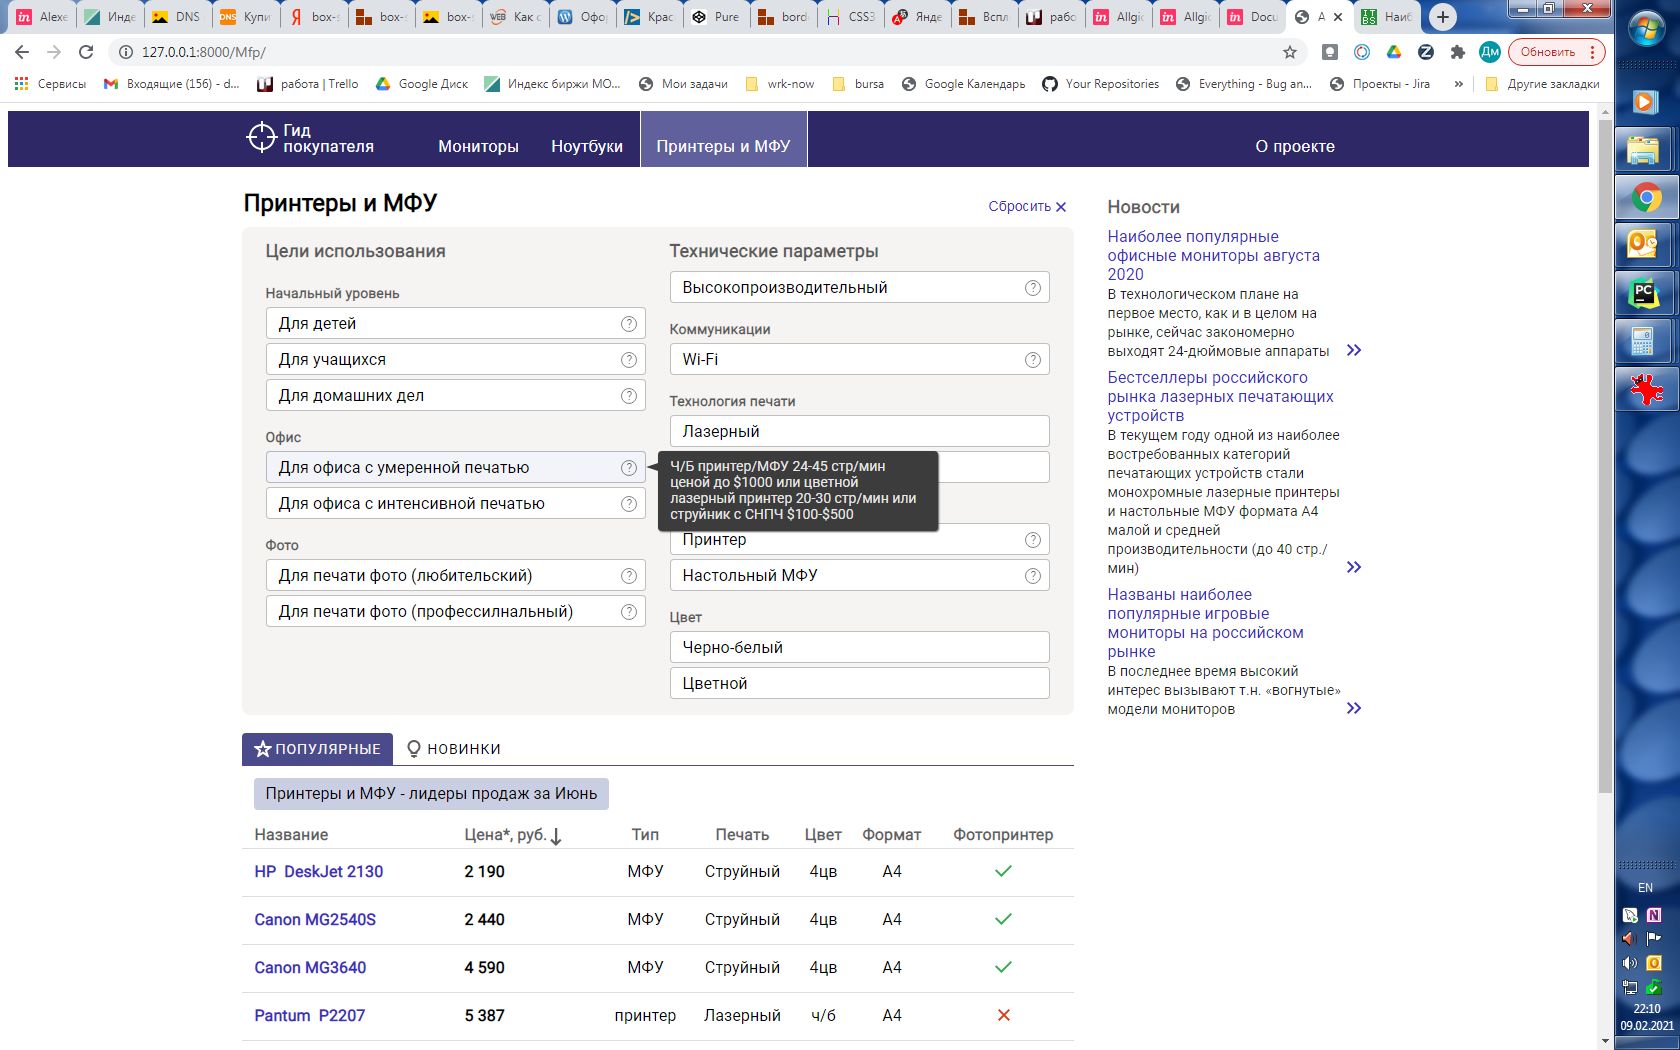 Alexe
Инде
DNS
Купи
box-s
box-s
box-s
Как с
Офо
Крас
Pure
bord
CSS3
Янде
Вспл
рабо
Allgio
Allgio
Docu
A
Наиб
127.0.0.1:8000/Mfp/
Дм
Обновить
Сервисы
Входящие (156) - d...
работа | Trello
Google Диск
Индекс биржи МО...
Мои задачи
wrk-now
bursa
Google Календарь
Your Repositories
Everything - Bug an...
Проекты - Jira
»
Другие закладки
Гид
покупателя
Мониторы
Ноутбуки
Принтеры и МФУ
О проекте
Принтеры и МФУ
Сбросить ✕
Цели использования
Начальный уровень
Для детей ?
Для учащихся ?
Для домашних дел ?
Офис
Для офиса с умеренной печатью ?
Для офиса с интенсивной печатью ?
Фото
Для печати фото (любительский) ?
Для печати фото (профессилнальный) ?
Технические параметры
Высокопроизводительный ?
Коммуникации
Wi-Fi ?
Технология печати
Лазерный
Ч/Б принтер/МФУ 24-45 стр/мин
ценой до $1000 или цветной
лазерный принтер 20-30 стр/мин или
струйник с СНПЧ $100-$500
Принтер ?
Настольный МФУ ?
Цвет
Черно-белый
Цветной
Новости
Наиболее популярные
офисные мониторы августа
2020
В технологическом плане на
первое место, как и в целом на
рынке, сейчас закономерно
выходят 24-дюймовые аппараты
Бестселлеры российского
рынка лазерных печатающих
устройств
В текущем году одной из наиболее
востребованных категорий
печатающих устройств стали
монохромные лазерные принтеры
и настольные МФУ формата А4
малой и средней
производительности (до 40 стр./
мин)
Названы наиболее
популярные игровые
мониторы на российском
рынке
В последнее время высокий
интерес вызывают т.н. «вогнутые»
модели мониторов
ПОПУЛЯРНЫЕ
НОВИНКИ
Принтеры и МФУ - лидеры продаж за Июнь
Название Цена*, руб. Тип Печать Цвет Формат Фотопринтер
HP DeskJet 2130 2 190 МФУ Струйный 4цв A4
Canon MG2540S 2 440 МФУ Струйный 4цв A4
Canon MG3640 4 590 МФУ Струйный 4цв A4
Pantum P2207 5 387 принтер Лазерный ч/б A4
EN
22:10
09.02.2021